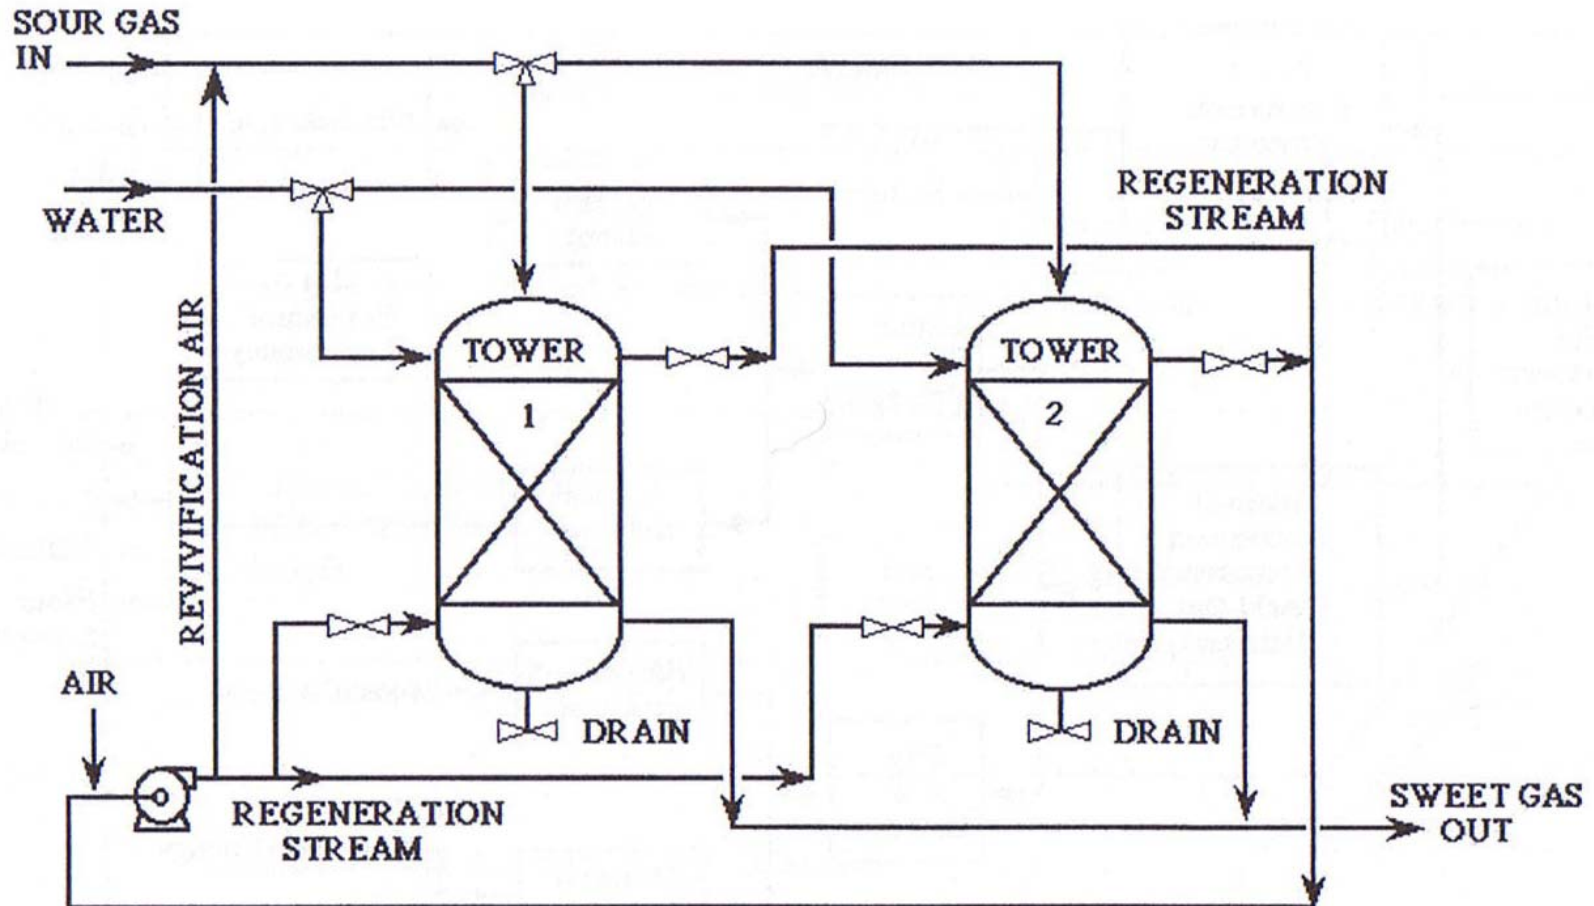 SOUR GAS
IN
WATER
REGENERATION
STREAM
REVIVIFICATION AIR
TOWER
1
TOWER
2
AIR
DRAIN
DRAIN
REGENERATION
STREAM
SWEET GAS
OUT